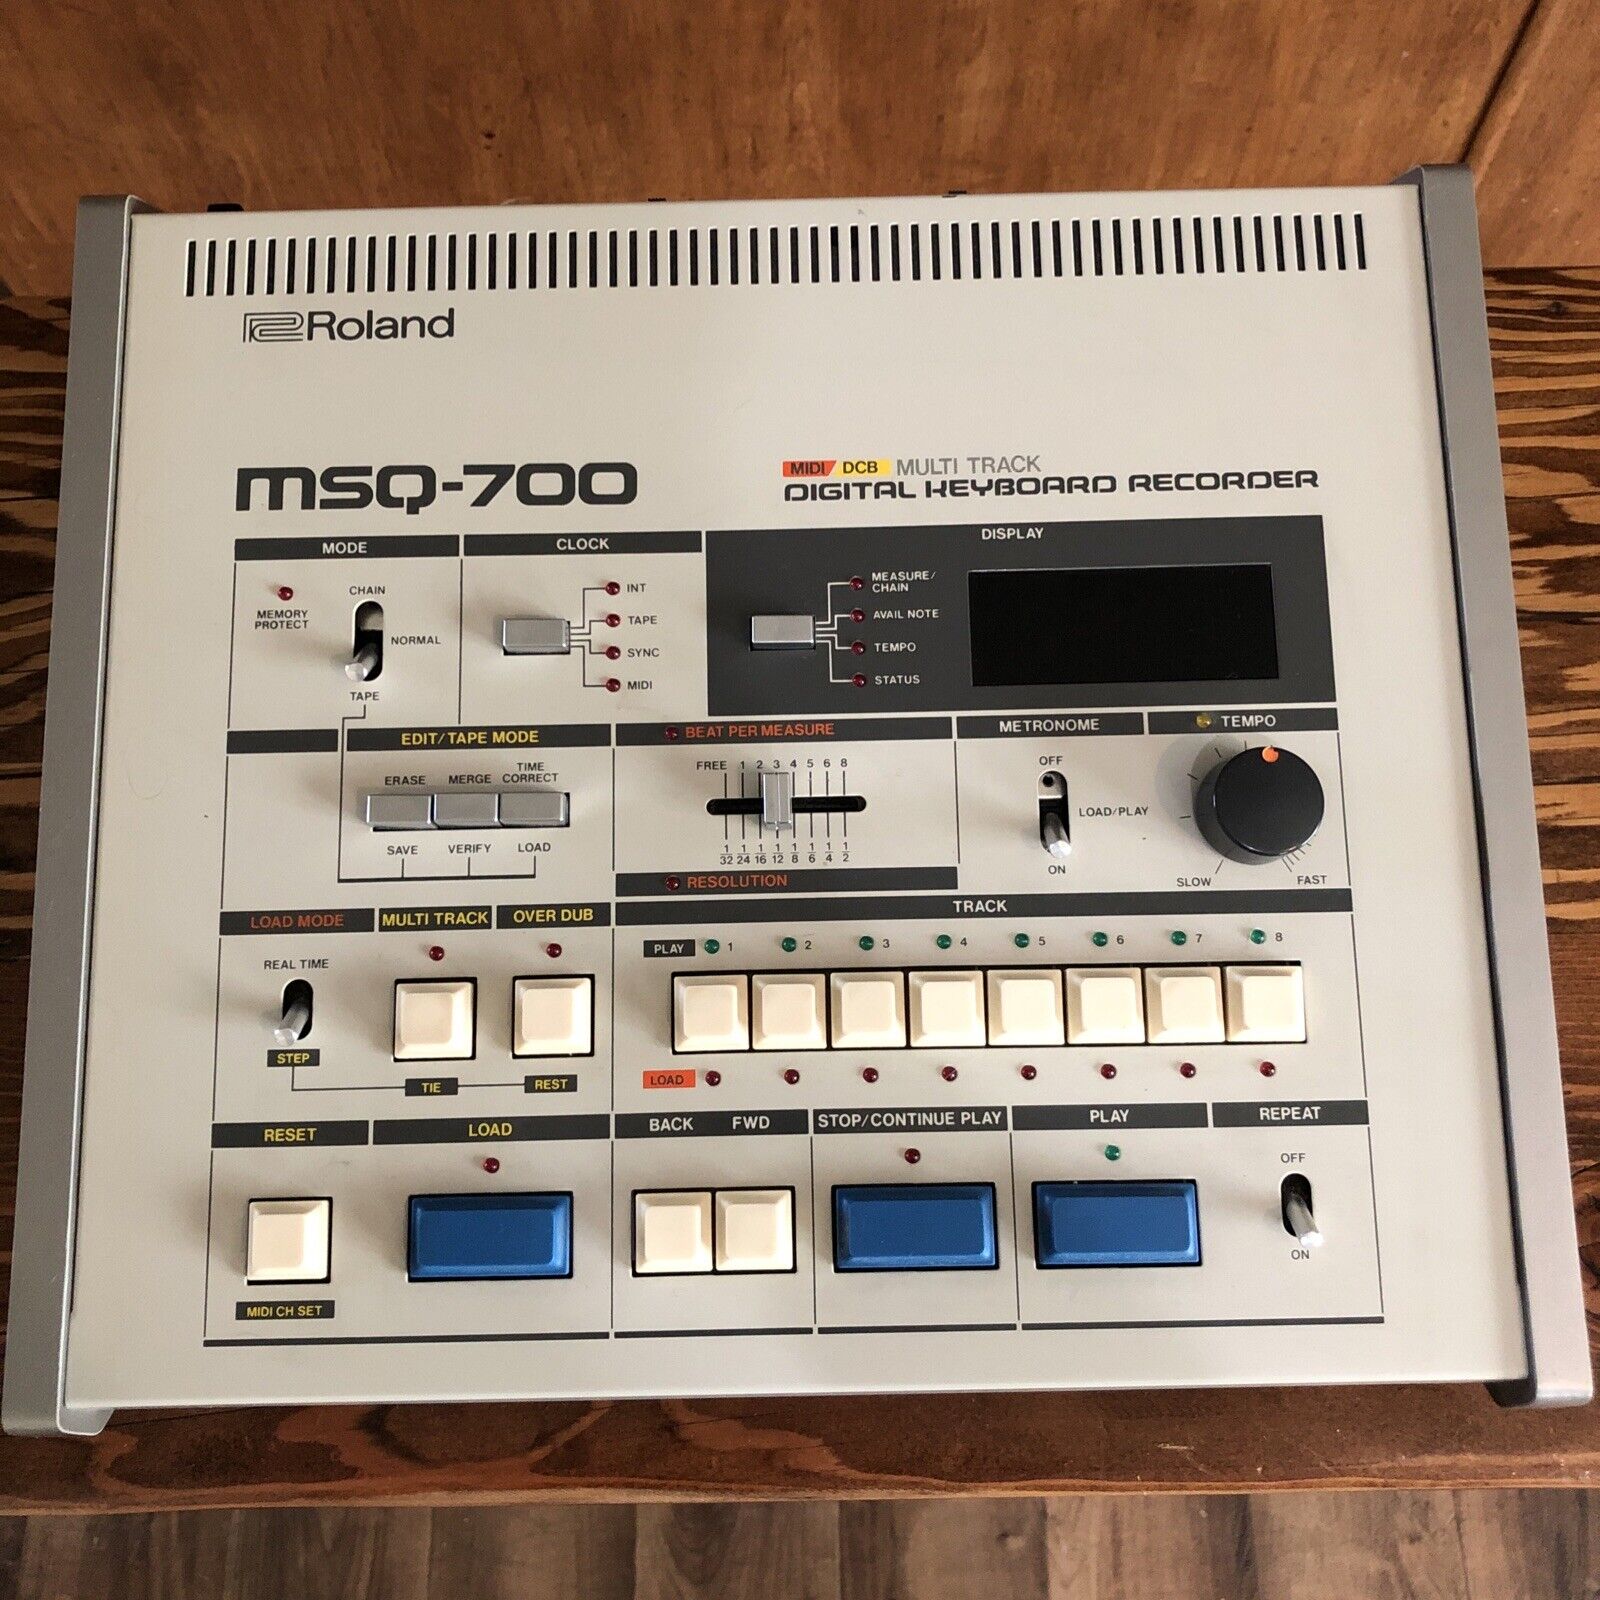 Roland
MSQ-700
MIDI/ DCB MULTI TRACK
DIGITAL KEYBOARD RECORDER
MODE
CLOCK
DISPLAY
MEMORY PROTECT
CHAIN
NORMAL
TAPE
INT
TAPE
SYNC
MIDI
MEASURE/
CHAIN
AVAIL NOTE
TEMPO
STATUS
EDIT/TAPE MODE
ERASE MERGE TIME CORRECT
SAVE VERIFY LOAD
BEAT PER MEASURE
FREE 1 2 3 4 5 6 8
1/32 1/24 1/16 1/12 1/8 1/6 1/4 1/2
RESOLUTION
METRONOME
OFF
LOAD/PLAY
ON
TEMPO
SLOW FAST
LOAD MODE
REAL TIME
STEP
MULTI TRACK
OVER DUB
TIE
REST
TRACK
PLAY 1 2 3 4 5 6 7 8
LOAD
RESET
MIDI CH SET
LOAD
BACK FWD
STOP/CONTINUE PLAY
PLAY
REPEAT
OFF
ON